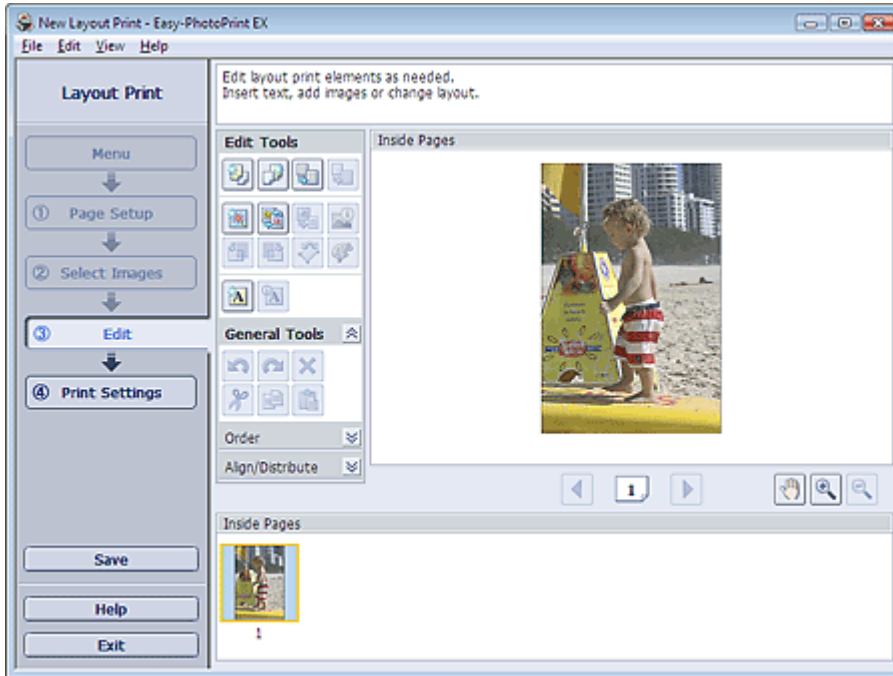 New Layout Print - Easy-PhotoPrint EX
File Edit View Help
Layout Print
Menu
① Page Setup
② Select Images
③ Edit
④ Print Settings
Save
Help
Exit
Edit layout print elements as needed.
Insert text, add images or change layout.
Edit Tools
A A
General Tools
Order
Align/Distribute
Inside Pages
1
Inside Pages
1